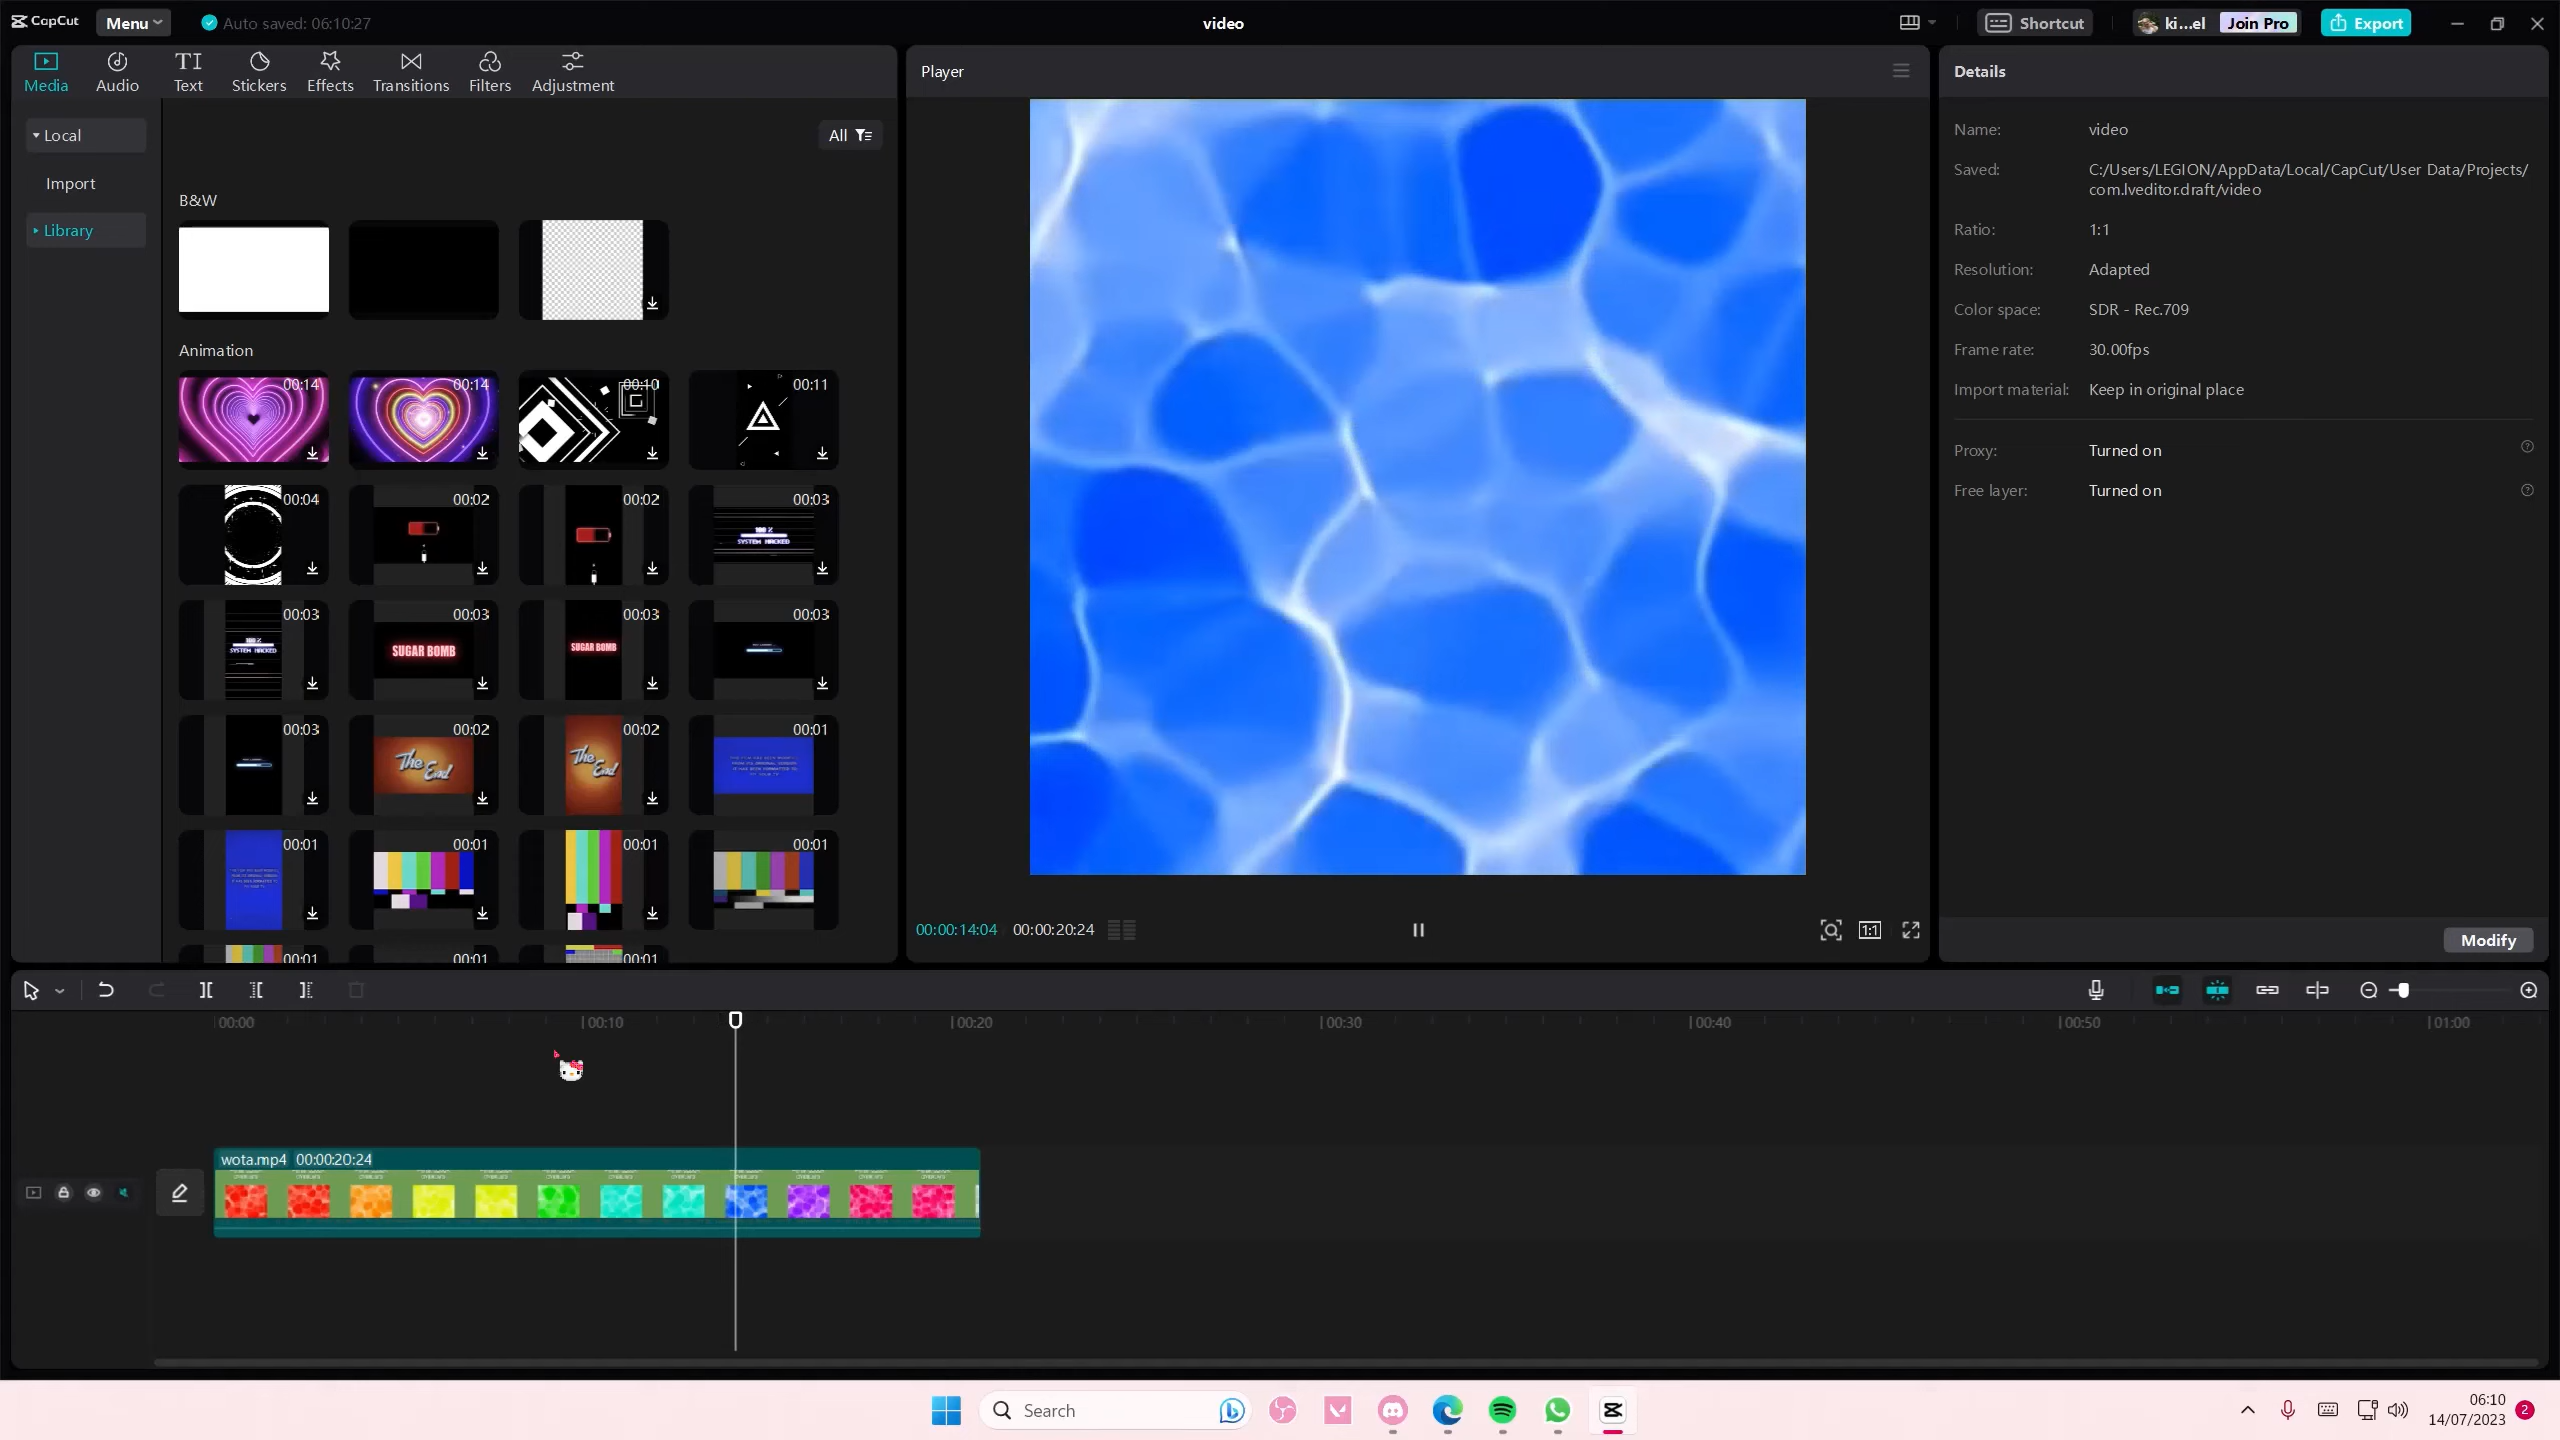 CapCut
Menu
Auto saved: 06:10:27
video
Shortcut
ki...el
Join Pro
Export
Media
Audio
Text
Stickers
Effects
Transitions
Filters
Adjustment
Local
Import
Library
All
B&W
Animation
00:14
00:14
00:10
00:11
00:04
00:02
00:02
00:03
SYSTEM HACKED
00:03
00:03
00:03
00:03
SYSTEM HACKED
SUGAR BOMB
SUGAR BOMB
00:03
00:02
00:02
00:01
The End
The End
00:01
00:01
00:01
00:01
00:01
00:01
00:01
Player
00:00:14:04
00:00:20:24
1:1
Details
Name:
video
Saved:
C:/Users/LEGION/AppData/Local/CapCut/User Data/Projects/
com.lveditor.draft/video
Ratio:
1:1
Resolution:
Adapted
Color space:
SDR - Rec.709
Frame rate:
30.00fps
Import material:
Keep in original place
Proxy:
Turned on
Free layer:
Turned on
Modify
00:00
00:10
00:20
00:30
00:40
00:50
01:00
wota.mp4 00:00:20:24
Search
06:10
14/07/2023
2